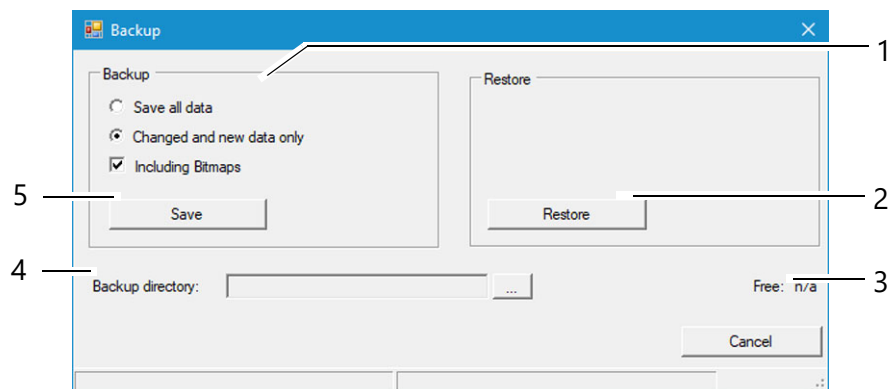 Backup
1
Backup
Restore
Save all data
Changed and new data only
Including Bitmaps
5
2
Save
Restore
4
Backup directory:
...
Free: n/a
3
Cancel